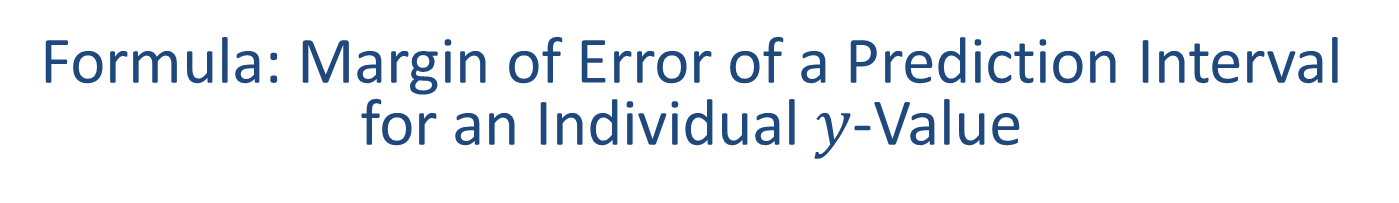 Formula: Margin of Error of a Prediction Interval
for an Individual y-Value